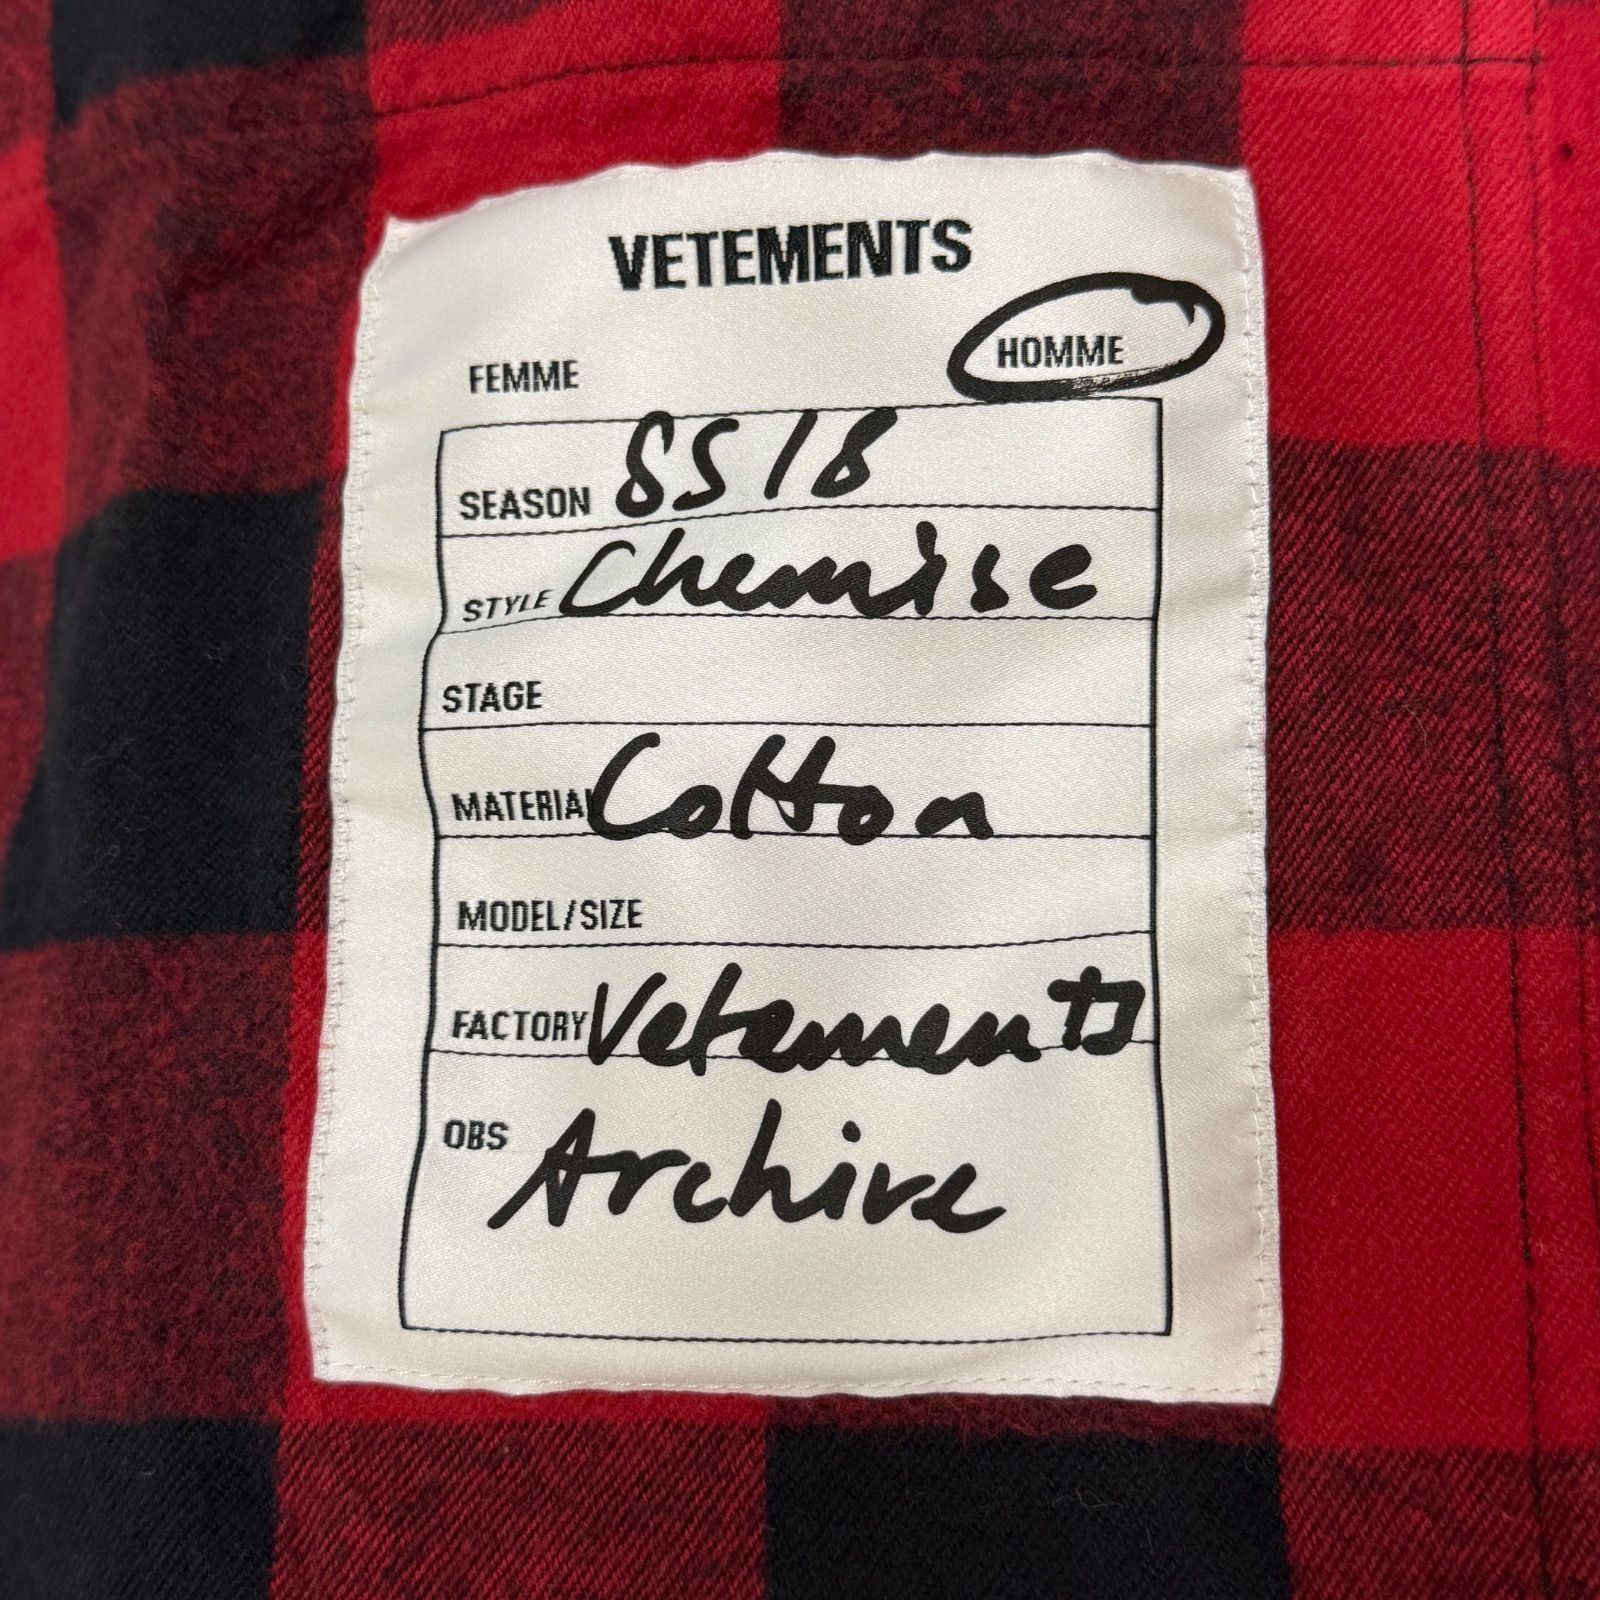 VETEMENTS
FEMME HOMME
SEASON SS18
STYLE Chemise
STAGE
MATERIAL Cotton
MODEL/SIZE
FACTORY Vetements
OBS Archive